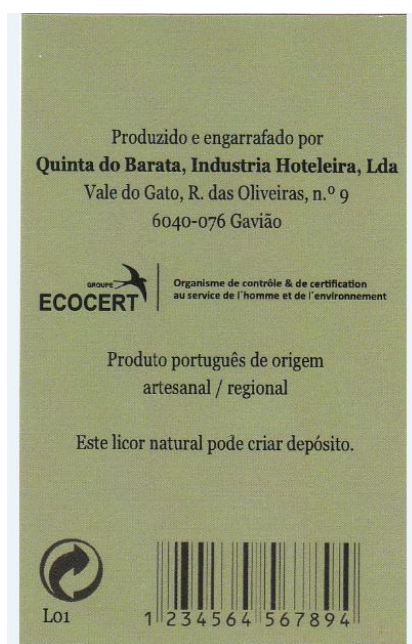 Produzido e engarrafado por
Quinta do Barata, Industria Hoteleira, Lda
Vale do Gato, R. das Oliveiras, n.º 9
6040-076 Gavião
GROUPE
ECOCERT
Organisme de contrôle & de certification
au service de l'homme et de l'environnement
Produto português de origem
artesanal / regional
Este licor natural pode criar depósito.
L01
1 234564 567894